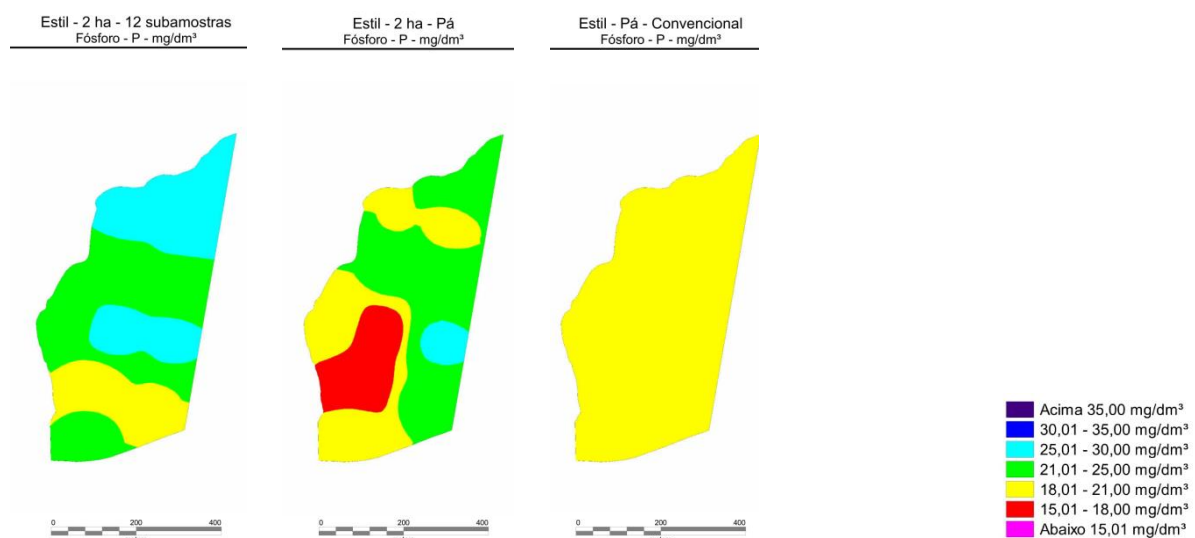 Estil - 2 ha - 12 subamostras
Fósforo - P - mg/dm³
Estil - 2 ha - Pá
Fósforo - P - mg/dm³
Estil - Pá - Convencional
Fósforo - P - mg/dm³
0 200 400
0 200 400
0 200 400
Acima 35,00 mg/dm³
30,01 - 35,00 mg/dm³
25,01 - 30,00 mg/dm³
21,01 - 25,00 mg/dm³
18,01 - 21,00 mg/dm³
15,01 - 18,00 mg/dm³
Abaixo 15,01 mg/dm³